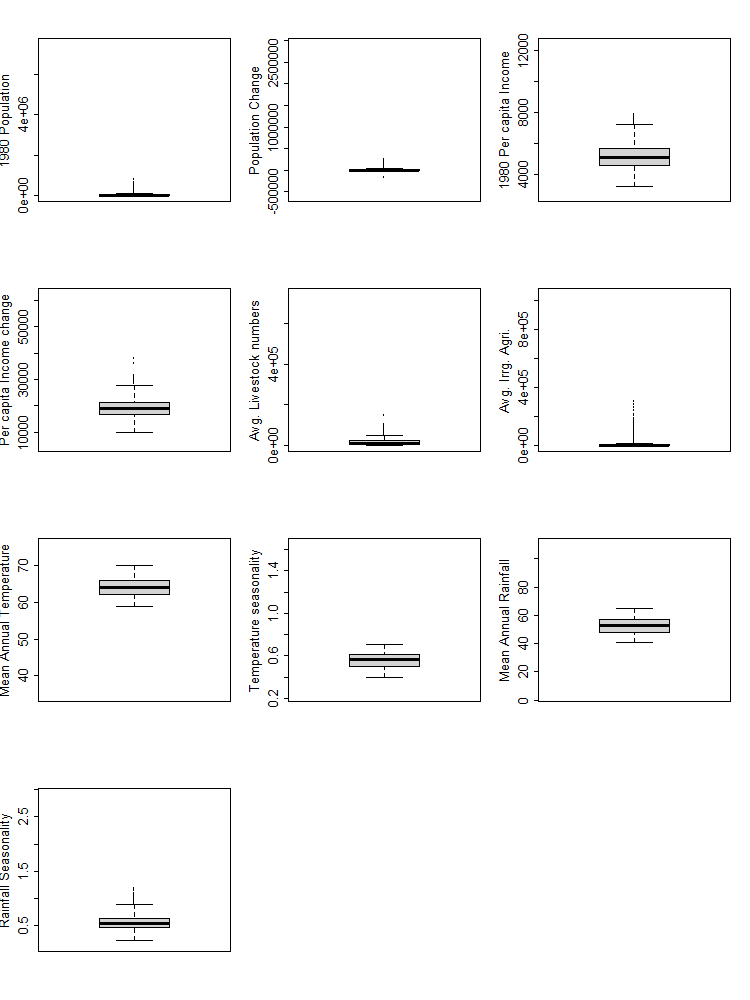 1980 Population
0e+00
4e+06
Population Change
-500000
1000000
2500000
1980 Per capita Income
4000
8000
12000
Per capita Income change
10000
30000
50000
Avg. Livestock numbers
0e+00
4e+05
Avg. Irrg. Agri.
0e+00
4e+05
8e+05
Mean Annual Temperature
40
50
60
70
Temperature seasonality
0.2
0.6
1.0
1.4
Mean Annual Rainfall
0
20
40
60
80
Rainfall Seasonality
0.5
1.5
2.5